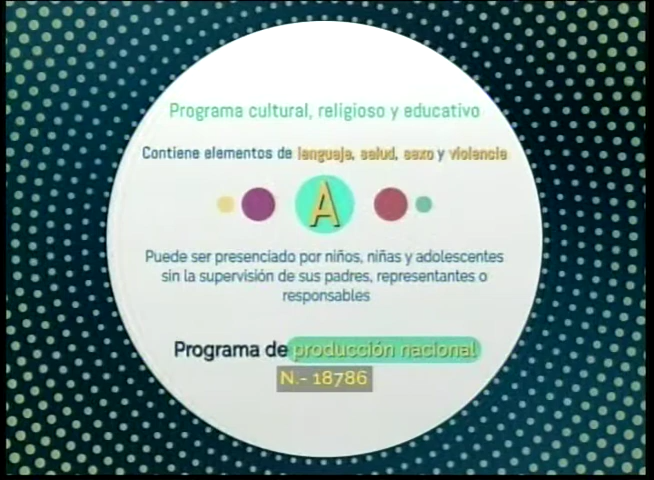 Programa cultural, religioso y educativo
Contiene elementos de lenguaje, salud, sexo y violencia
A
Puede ser presenciado por niños, niñas y adolescentes
sin la supervisión de sus padres, representantes o
responsables
Programa de producción nacional
N.- 18786